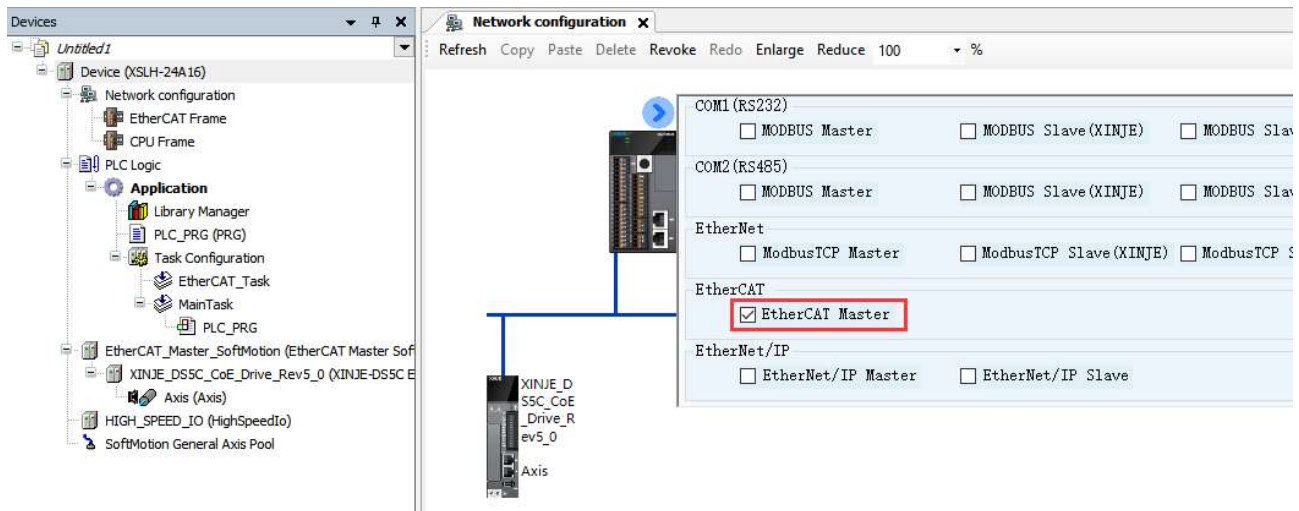 Devices
Untitled1
Device (XSLH-24A16)
Network configuration
EtherCAT Frame
CPU Frame
PLC Logic
Application
Library Manager
PLC_PRG (PRG)
Task Configuration
EtherCAT_Task
MainTask
PLC_PRG
EtherCAT_Master_SoftMotion (EtherCAT Master Sof
XINJE_DS5C_CoE_Drive_Rev5_0 (XINJE-DS5C E
Axis (Axis)
HIGH_SPEED_IO (HighSpeedIo)
SoftMotion General Axis Pool
Network configuration
Refresh Copy Paste Delete Revoke Redo Enlarge Reduce 100 %
COM1(RS232)
MODBUS Master MODBUS Slave(XINJE) MODBUS Slav
COM2(RS485)
MODBUS Master MODBUS Slave(XINJE) MODBUS Slav
EtherNet
ModbusTCP Master ModbusTCP Slave(XINJE) ModbusTCP S
EtherCAT
EtherCAT Master
EtherNet/IP
EtherNet/IP Master EtherNet/IP Slave
XINJE_D
S5C_CoE
_Drive_R
ev5_0
Axis